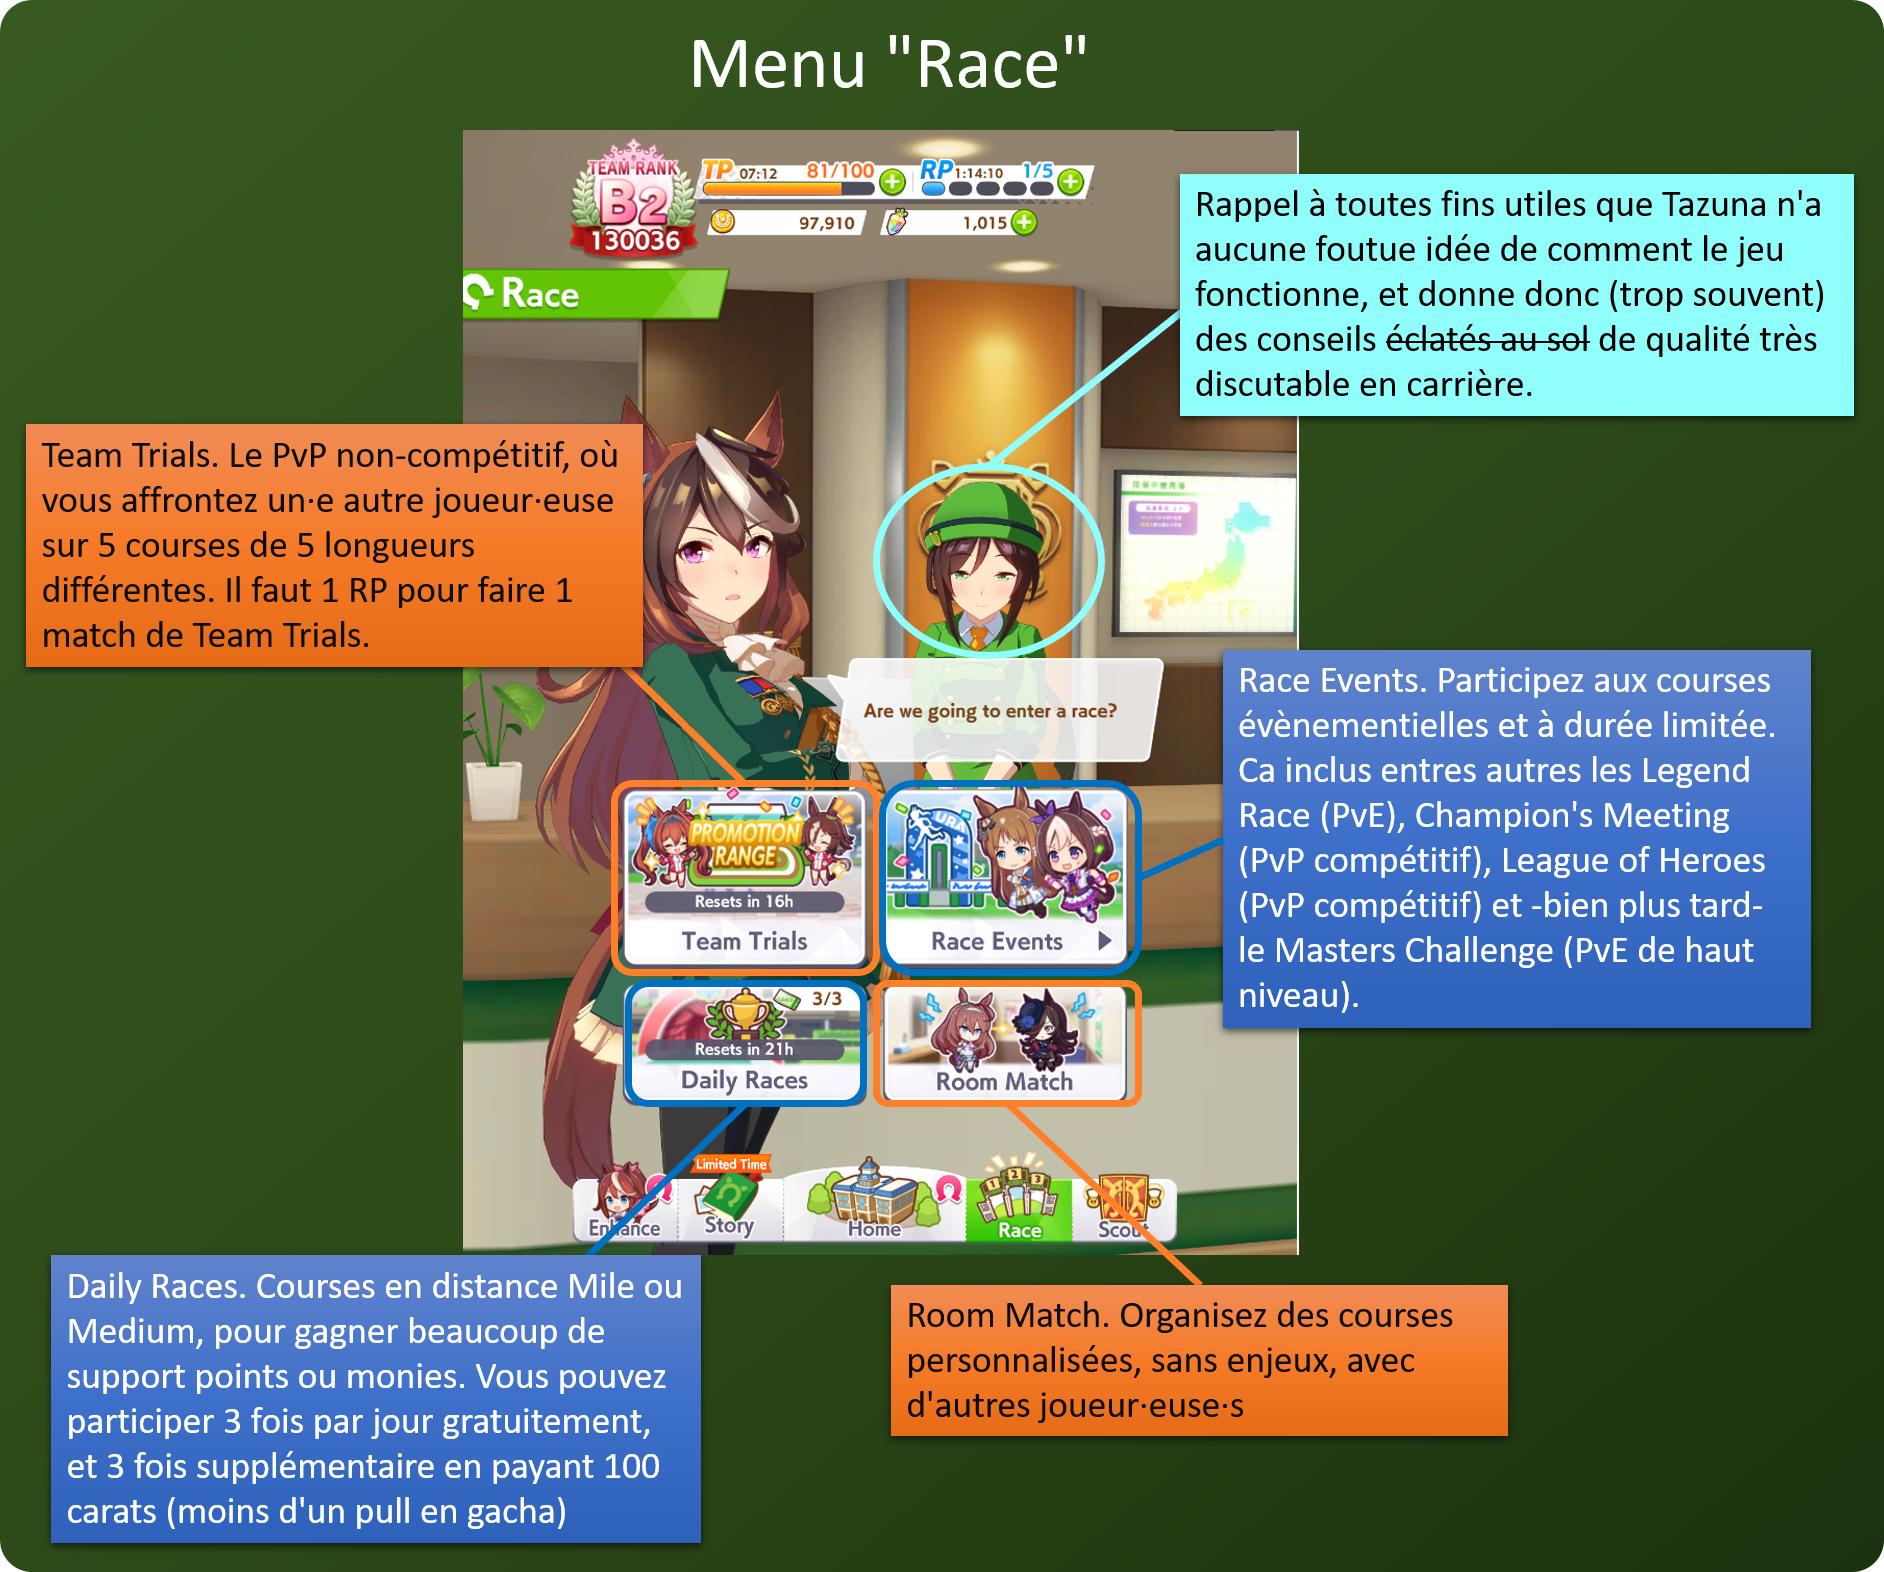 Menu "Race"
TEAM RANK
B2
130036
TP 07:12 81/100
RP 1:14:10 1/5
97,910
1,015
Race
Rappel à toutes fins utiles que Tazuna n'a
aucune foutue idée de comment le jeu
fonctionne, et donne donc (trop souvent)
des conseils éclatés au sol de qualité très
discutable en carrière.
Team Trials. Le PvP non-compétitif, où
vous affrontez un·e autre joueur·euse
sur 5 courses de 5 longueurs
différentes. Il faut 1 RP pour faire 1
match de Team Trials.
Are we going to enter a race?
Race Events. Participez aux courses
évènementielles et à durée limitée.
Ca inclus entres autres les Legend
Race (PvE), Champion's Meeting
(PvP compétitif), League of Heroes
(PvP compétitif) et -bien plus tard-
le Masters Challenge (PvE de haut
niveau).
PROMOTION
RANGE
Resets in 16h
Team Trials
URA
Race Events
3/3
Resets in 21h
Daily Races
Room Match
Limited Time
Enhance
Story
Home
1 2 3
Race
Scout
Daily Races. Courses en distance Mile ou
Medium, pour gagner beaucoup de
support points ou monies. Vous pouvez
participer 3 fois par jour gratuitement,
et 3 fois supplémentaire en payant 100
carats (moins d'un pull en gacha)
Room Match. Organisez des courses
personnalisées, sans enjeux, avec
d'autres joueur·euse·s